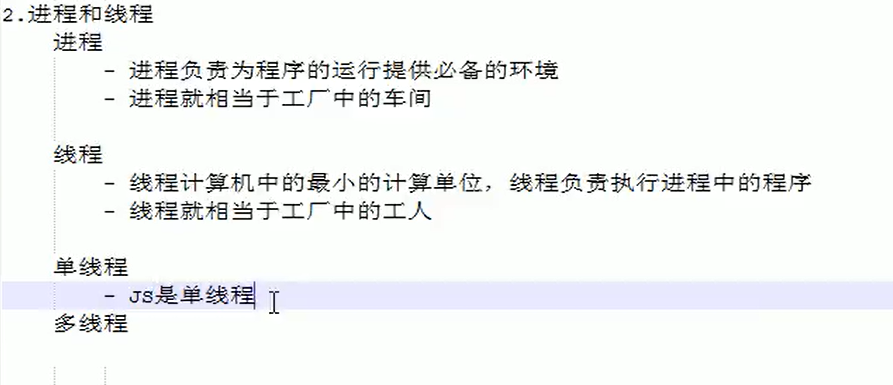 2.进程和线程
进程
- 进程负责为程序的运行提供必备的环境
- 进程就相当于工厂中的车间
线程
- 线程计算机中的最小的计算单位，线程负责执行进程中的程序
- 线程就相当于工厂中的工人
单线程
- JS是单线程
多线程